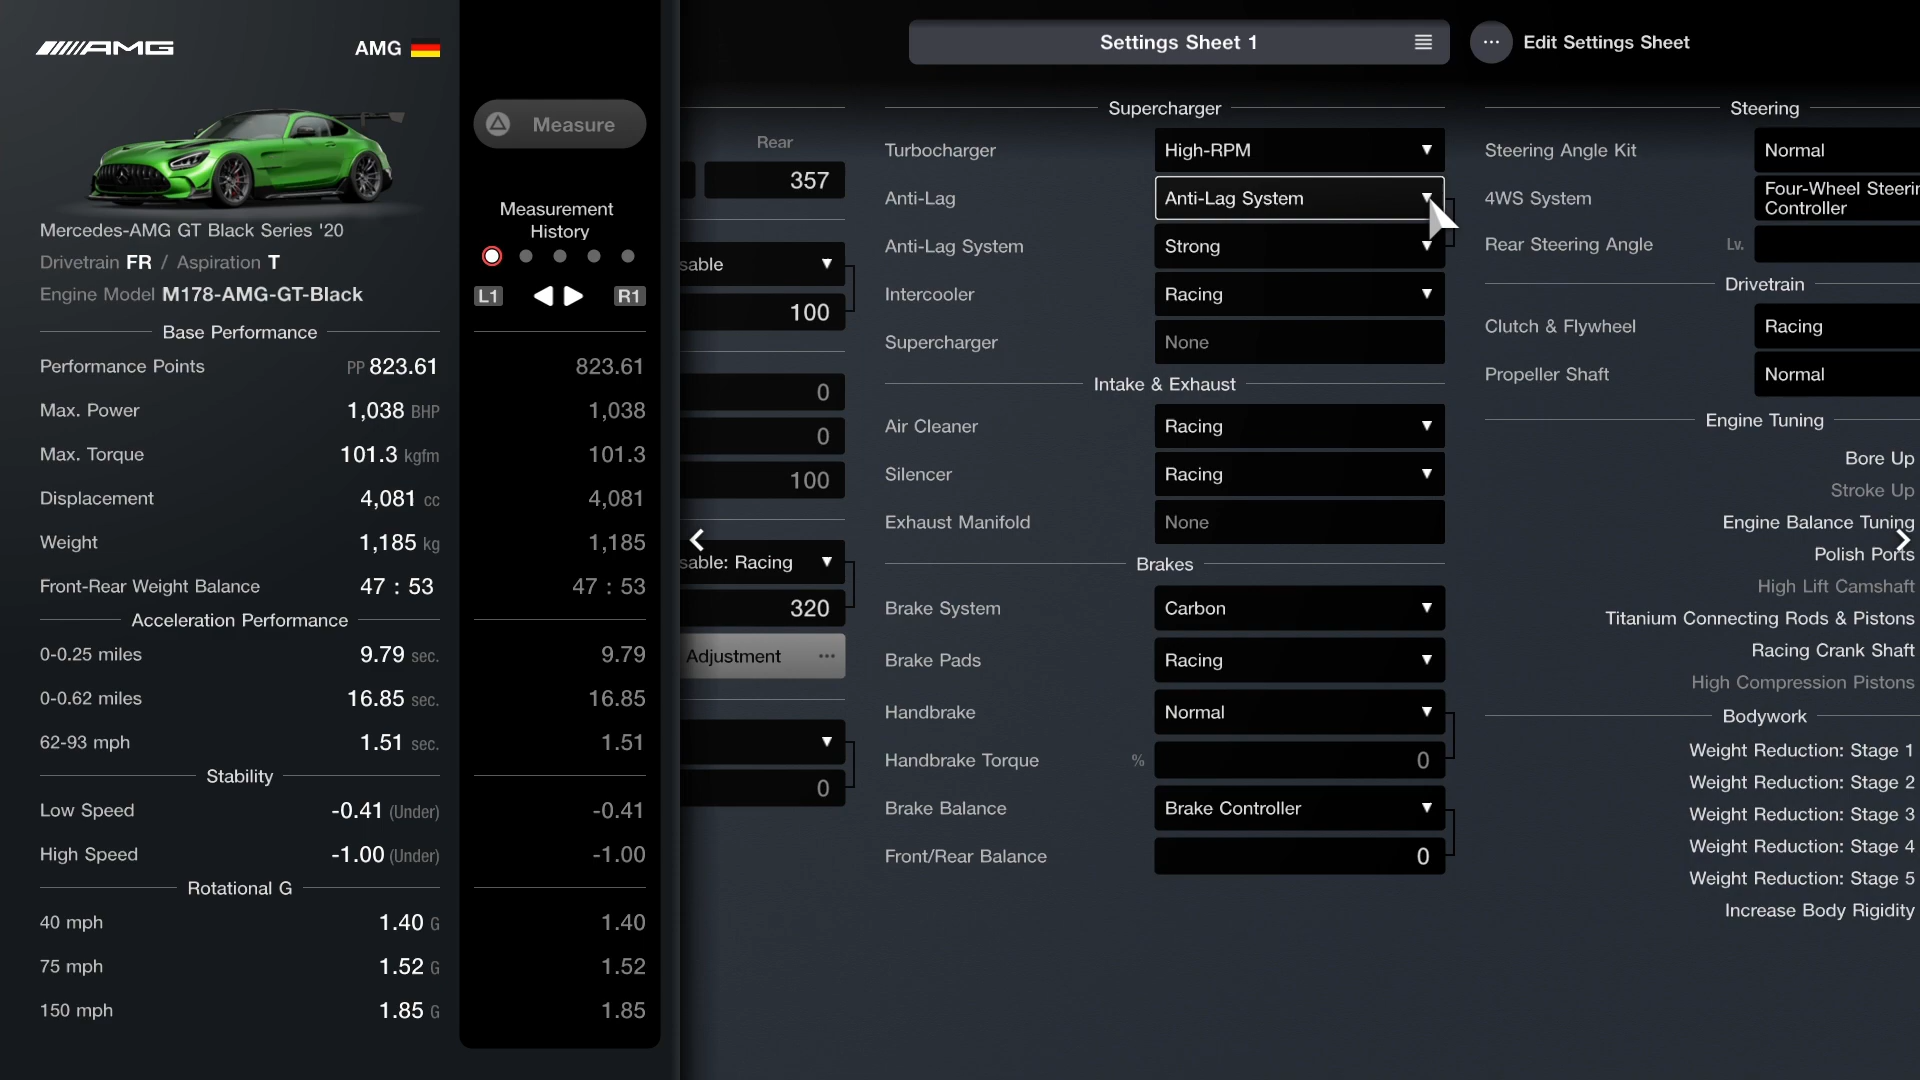 AMG
AMG
Mercedes-AMG GT Black Series '20
Drivetrain FR / Aspiration T
Engine Model M178-AMG-GT-Black
Base Performance
Performance Points PP 823.61
Max. Power 1,038 BHP
Max. Torque 101.3 kgfm
Displacement 4,081 cc
Weight 1,185 kg
Front-Rear Weight Balance 47 : 53
Acceleration Performance
0-0.25 miles 9.79 sec.
0-0.62 miles 16.85 sec.
62-93 mph 1.51 sec.
Stability
Low Speed -0.41 (Under)
High Speed -1.00 (Under)
Rotational G
40 mph 1.40 G
75 mph 1.52 G
150 mph 1.85 G
Measure
Measurement
History
L1 R1
823.61
1,038
101.3
4,081
1,185
47 : 53
9.79
16.85
1.51
-0.41
-1.00
1.40
1.52
1.85
Rear
357
sable
100
0
0
100
sable: Racing
320
Adjustment ...
0
Settings Sheet 1
... Edit Settings Sheet
Supercharger
Turbocharger High-RPM
Anti-Lag Anti-Lag System
Anti-Lag System Strong
Intercooler Racing
Supercharger None
Intake & Exhaust
Air Cleaner Racing
Silencer Racing
Exhaust Manifold None
Brakes
Brake System Carbon
Brake Pads Racing
Handbrake Normal
Handbrake Torque % 0
Brake Balance Brake Controller
Front/Rear Balance 0
Steering
Steering Angle Kit Normal
4WS System Four-Wheel Steerin
Controller
Rear Steering Angle Lv.
Drivetrain
Clutch & Flywheel Racing
Propeller Shaft Normal
Engine Tuning
Bore Up
Stroke Up
Engine Balance Tuning
Polish Ports
High Lift Camshaft
Titanium Connecting Rods & Pistons
Racing Crank Shaft
High Compression Pistons
Bodywork
Weight Reduction: Stage 1
Weight Reduction: Stage 2
Weight Reduction: Stage 3
Weight Reduction: Stage 4
Weight Reduction: Stage 5
Increase Body Rigidity